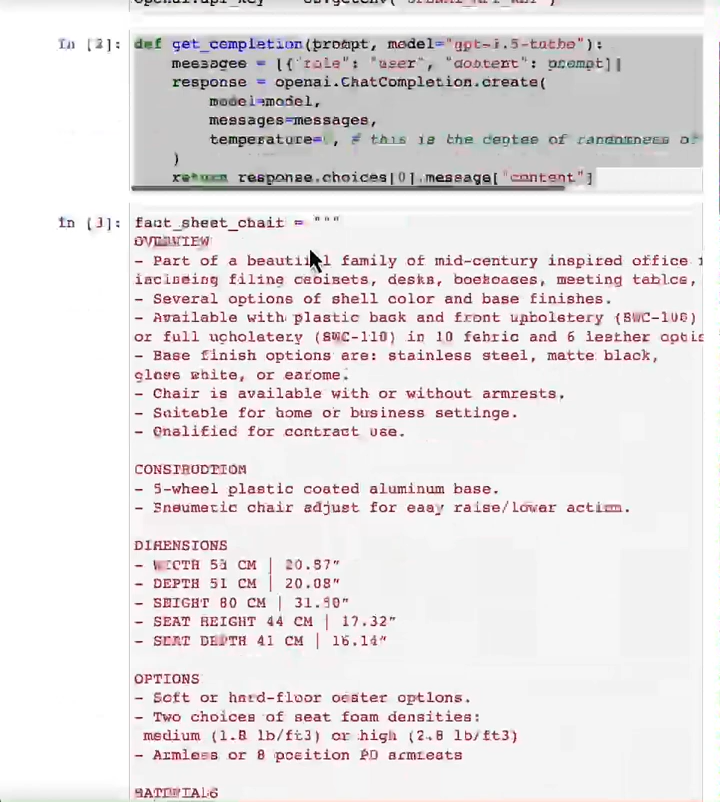 openai.api_key = os.getenv('OPENAI_API_KEY')
In [2]: def get_completion(prompt, model="gpt-3.5-turbo"):
messages = [{"role": "user", "content": prompt}]
response = openai.ChatCompletion.create(
model=model,
messages=messages,
temperature=0, # this is the degree of randomness of
)
return response.choices[0].message["content"]
In [3]: fact_sheet_chair = """
OVERVIEW
- Part of a beautiful family of mid-century inspired office
including filing cabinets, desks, bookcases, meeting tables,
- Several options of shell color and base finishes.
- Available with plastic back and front upholstery (SWC-100)
or full upholstery (SWC-110) in 10 fabric and 6 leather optio
- Base finish options are: stainless steel, matte black,
gloss white, or chrome.
- Chair is available with or without armrests.
- Suitable for home or business settings.
- Qualified for contract use.
CONSTRUCTION
- 5-wheel plastic coated aluminum base.
- Pneumatic chair adjust for easy raise/lower action.
DIMENSIONS
- WIDTH 53 CM | 20.87"
- DEPTH 51 CM | 20.08"
- HEIGHT 80 CM | 31.50"
- SEAT HEIGHT 44 CM | 17.32"
- SEAT DEPTH 41 CM | 16.14"
OPTIONS
- Soft or hard-floor caster options.
- Two choices of seat foam densities:
medium (1.8 lb/ft3) or high (2.8 lb/ft3)
- Armless or 8 position PU armrests
MATERIALS